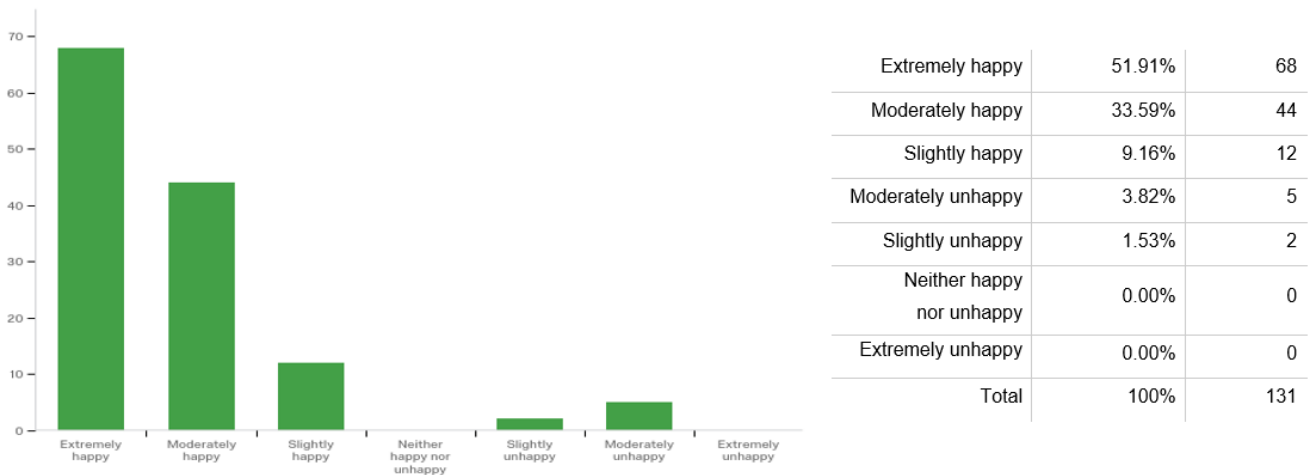 70
60
50
40
30
20
10
0
Extremely
happy
Moderately
happy
Slightly
happy
Neither
happy nor
unhappy
Slightly
unhappy
Moderately
unhappy
Extremely
unhappy
Extremely happy 51.91% 68
Moderately happy 33.59% 44
Slightly happy 9.16% 12
Moderately unhappy 3.82% 5
Slightly unhappy 1.53% 2
Neither happy
nor unhappy 0.00% 0
Extremely unhappy 0.00% 0
Total 100% 131